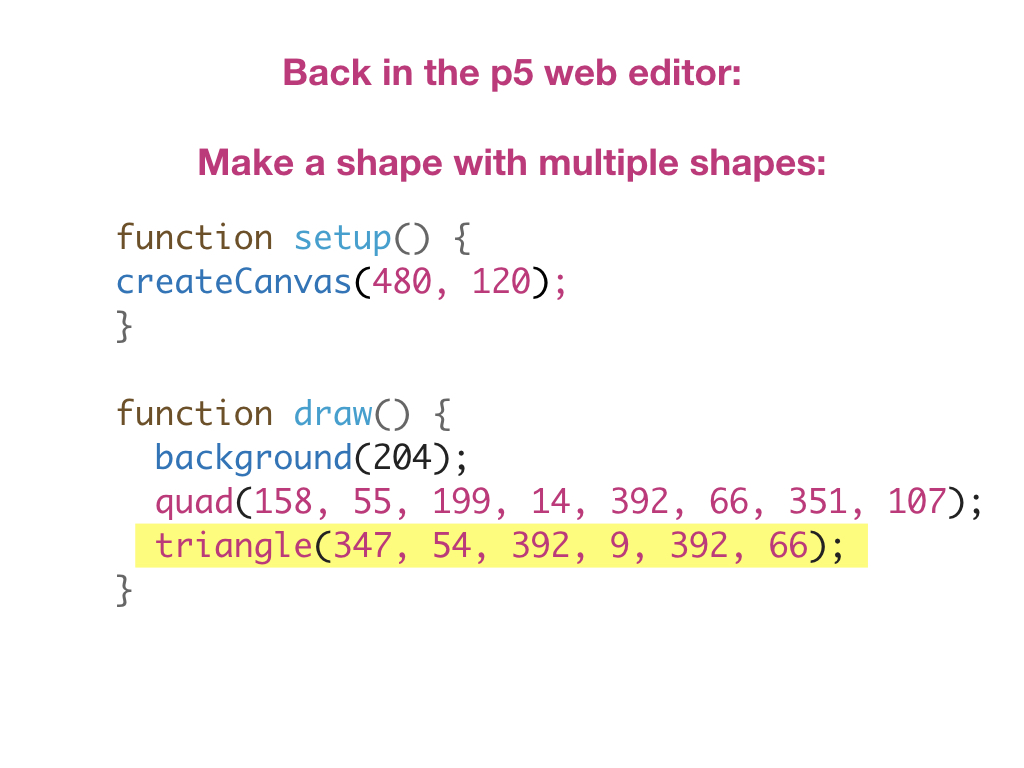 Back in the p5 web editor:
Make a shape with multiple shapes:
function setup() {
createCanvas(480, 120);
}
function draw() {
background(204);
quad(158, 55, 199, 14, 392, 66, 351, 107);
triangle(347, 54, 392, 9, 392, 66);
}